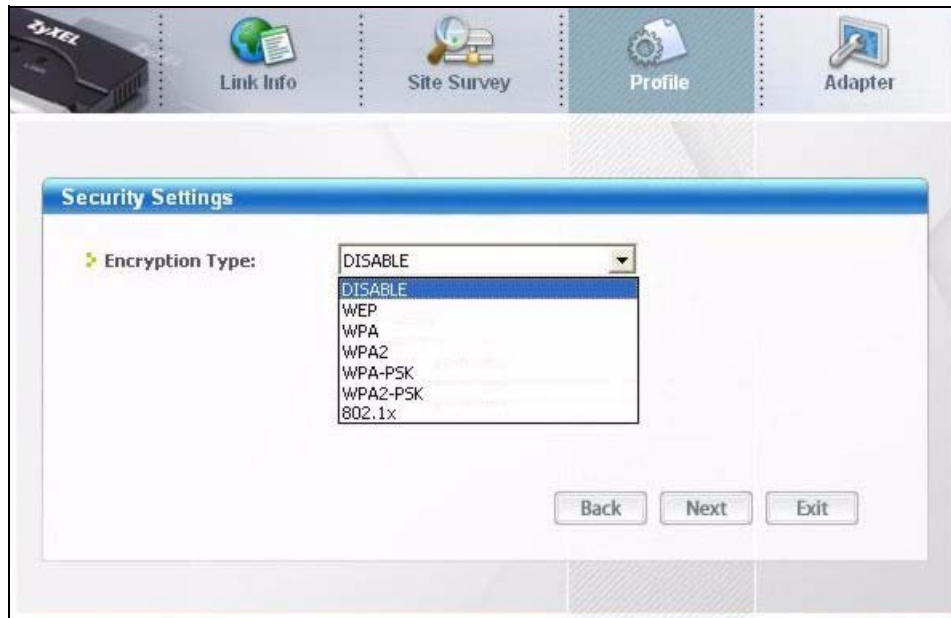 ZyXEL
Link Info
Site Survey
Profile
Adapter
Security Settings
Encryption Type:
DISABLE
DISABLE
WEP
WPA
WPA2
WPA-PSK
WPA2-PSK
802.1x
Back
Next
Exit